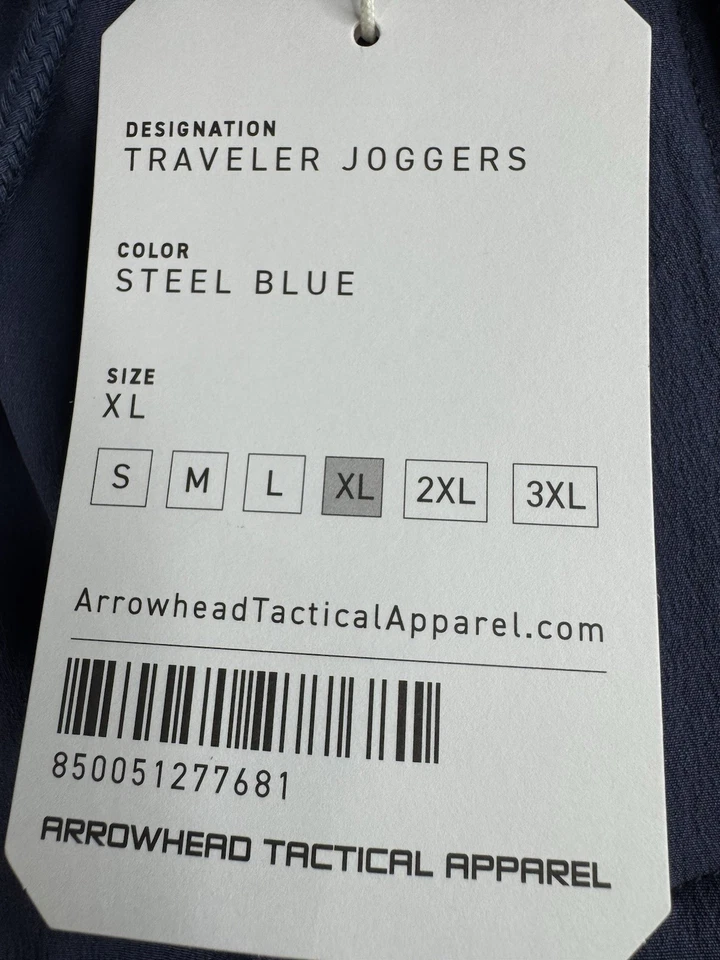 DESIGNATION
TRAVELER JOGGERS
COLOR
STEEL BLUE
SIZE
XL
S M L XL 2XL 3XL
ArrowheadTacticalApparel.com
850051277681
ARROWHEAD TACTICAL APPAREL